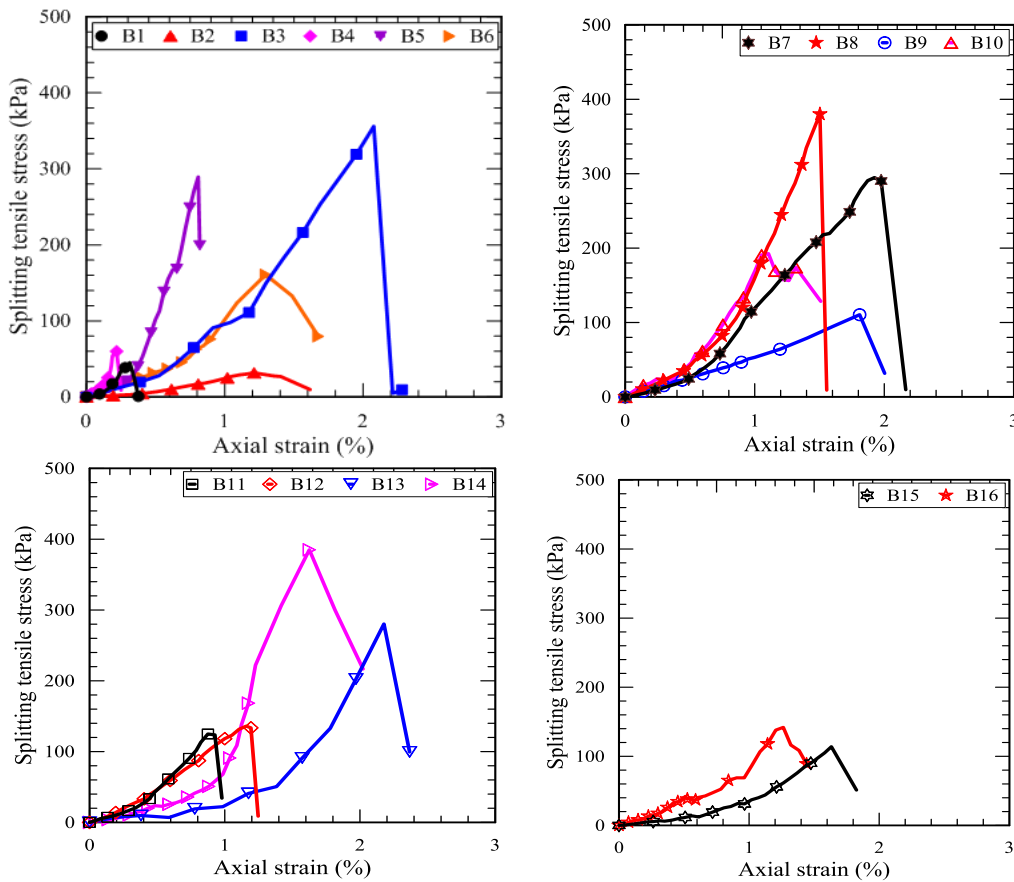 500
400
300
200
100
0
0 1 2 3
Splitting tensile stress (kPa)
Axial strain (%)
B1 B2 B3 B4 B5 B6
500
400
300
200
100
0
0 1 2 3
Splitting tensile stress (kPa)
Axial strain (%)
B7 B8 B9 B10
500
400
300
200
100
0
0 1 2 3
Splitting tensile stress (kPa)
Axial strain (%)
B11 B12 B13 B14
500
400
300
200
100
0
0 1 2 3
Splitting tensile stress (kPa)
Axial strain (%)
B15 B16